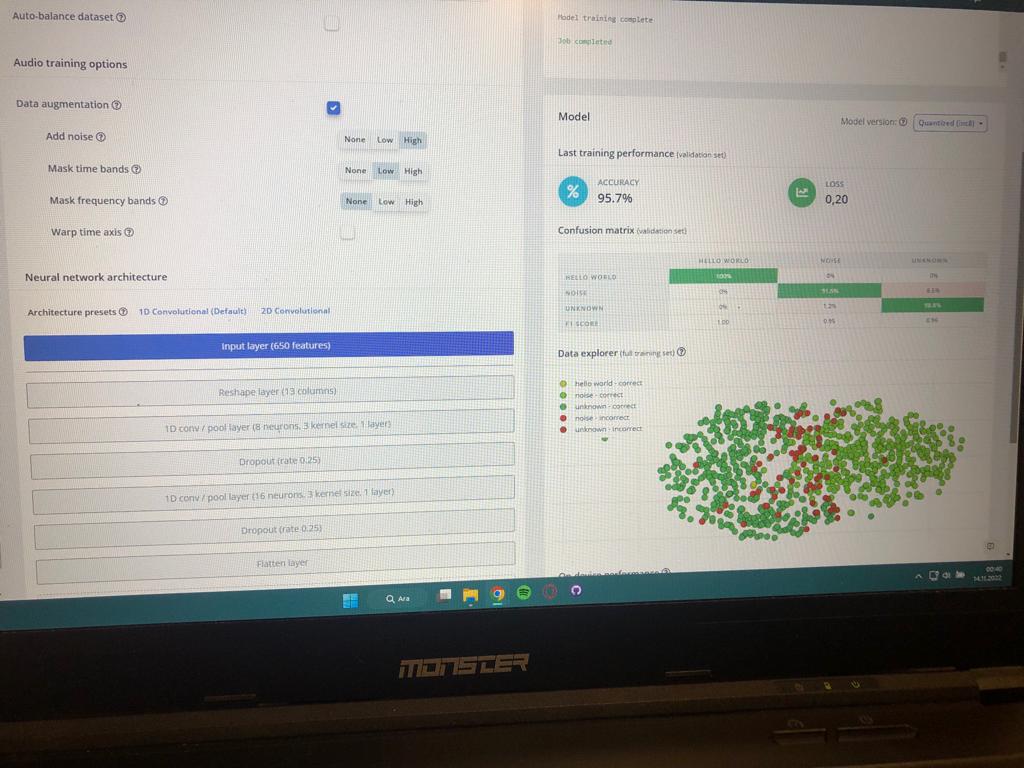 Auto-balance dataset
Audio training options
Data augmentation
Add noise
None Low High
Mask time bands
None Low High
Mask frequency bands
None Low High
Warp time axis
Neural network architecture
Architecture presets 1D Convolutional (Default) 2D Convolutional
Input layer (650 features)
Reshape layer (13 columns)
1D conv / pool layer (8 neurons, 3 kernel size, 1 layer)
Dropout (rate 0.25)
1D conv / pool layer (16 neurons, 3 kernel size, 1 layer)
Dropout (rate 0.25)
Flatten layer
Model training complete
Job completed
Model
Model version: Quantized (int8)
Last training performance (validation set)
% ACCURACY
95.7%
LOSS
0,20
Confusion matrix (validation set)
HELLO WORLD NOISE UNKNOWN
HELLO WORLD 100% 0% 0%
NOISE 0% 91.5% 8.5%
UNKNOWN 0% 1.2%
F1 SCORE 1.00 0.95 0.96
Data explorer (full training set)
hello world - correct
noise - correct
unknown - correct
noise - incorrect
unknown - incorrect
On-device performance
Ara
00:40
14.11.2022
MONSTER